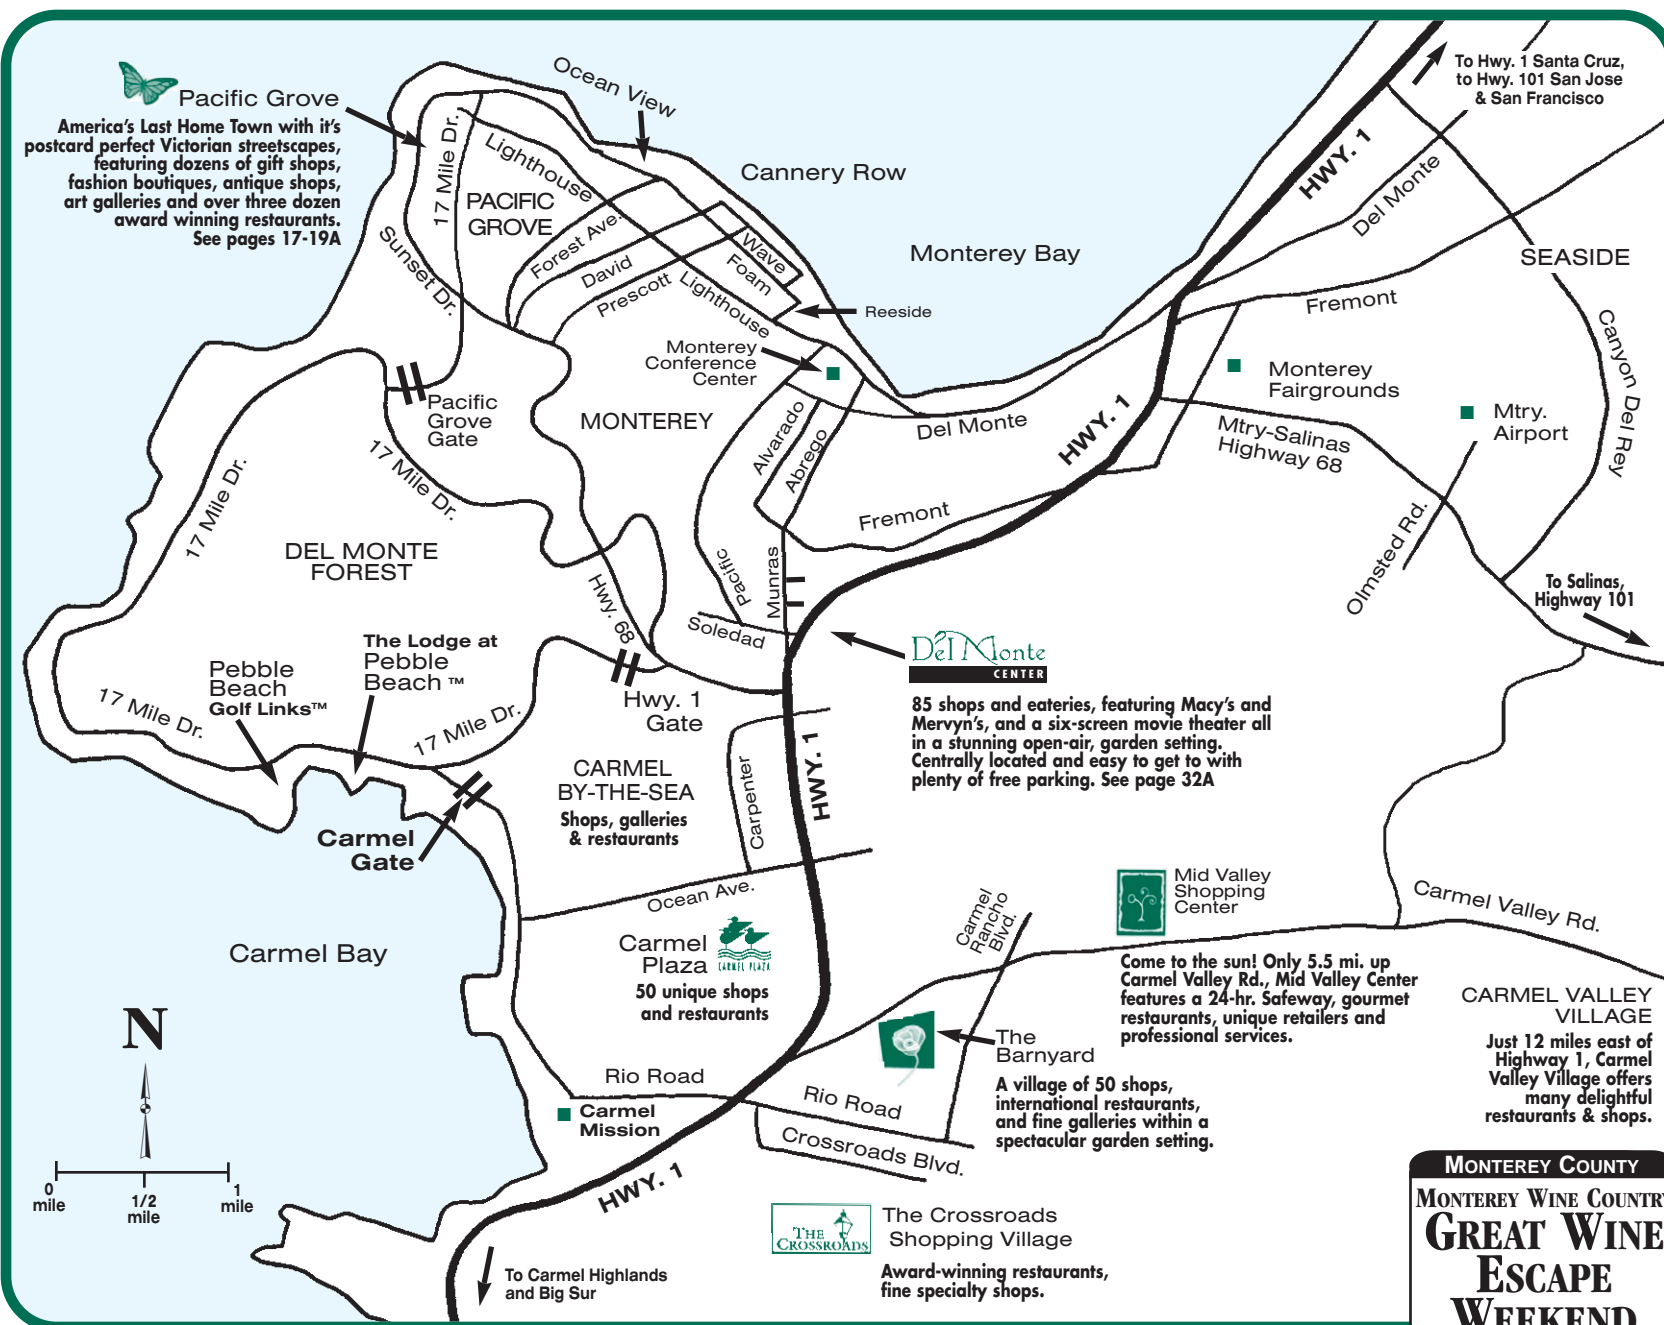 Pacific Grove
America's Last Home Town with it's
postcard perfect Victorian streetscapes,
featuring dozens of gift shops,
fashion boutiques, antique shops,
art galleries and over three dozen
award winning restaurants.
See pages 17-19A
Ocean View
Cannery Row
Monterey Bay
To Hwy. 1 Santa Cruz,
to Hwy. 101 San Jose
& San Francisco
HWY. 1
Del Monte
SEASIDE
Fremont
Canyon Del Rey
17 Mile Dr.
Lighthouse
PACIFIC
GROVE
Sunset Dr.
Forest Ave.
David
Prescott
Lighthouse
Wave
Foam
Reeside
Monterey
Conference
Center
Monterey
Fairgrounds
Mtry.
Airport
Mtry-Salinas
Highway 68
Olmsted Rd.
To Salinas,
Highway 101
Pacific
Grove
Gate
MONTEREY
Alvarado
Abrego
Del Monte
HWY. 1
Fremont
17 Mile Dr.
17 Mile Dr.
DEL MONTE
FOREST
Hwy. 68
Pacific
Munras
Soledad
Del Monte
CENTER
85 shops and eateries, featuring Macy's and
Mervyn's, and a six-screen movie theater all
in a stunning open-air, garden setting.
Centrally located and easy to get to with
plenty of free parking. See page 32A
The Lodge at
Pebble
Beach ™
Pebble
Beach
Golf Links™
17 Mile Dr.
17 Mile Dr.
Hwy. 1
Gate
CARMEL
BY-THE-SEA
Shops, galleries
& restaurants
Carpenter
HWY. 1
Carmel
Gate
Ocean Ave.
Carmel Bay
Carmel
Plaza
CARMEL PLAZA
50 unique shops
and restaurants
Carmel
Rancho
Blvd.
Mid Valley
Shopping
Center
Come to the sun! Only 5.5 mi. up
Carmel Valley Rd., Mid Valley Center
features a 24-hr. Safeway, gourmet
restaurants, unique retailers and
professional services.
Carmel Valley Rd.
CARMEL VALLEY
VILLAGE
Just 12 miles east of
Highway 1, Carmel
Valley Village offers
many delightful
restaurants & shops.
The
Barnyard
A village of 50 shops,
international restaurants,
and fine galleries within a
spectacular garden setting.
Rio Road
Rio Road
Crossroads Blvd.
Carmel
Mission
HWY. 1
N
0
mile
1/2
mile
1
mile
To Carmel Highlands
and Big Sur
THE
CROSSROADS
The Crossroads
Shopping Village
Award-winning restaurants,
fine specialty shops.
MONTEREY COUNTY
MONTEREY WINE COUNTRY
GREAT WINE
ESCAPE
WEEKEND